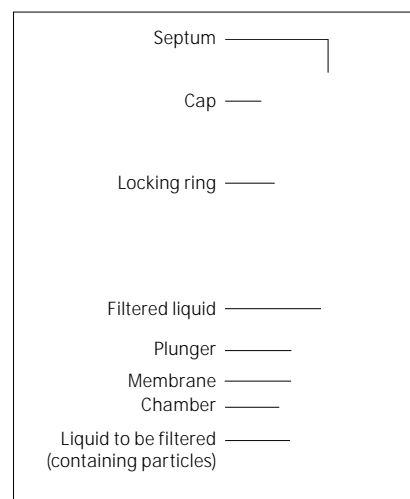 Septum
Cap
Locking ring
Filtered liquid
Plunger
Membrane
Chamber
Liquid to be filtered
(containing particles)